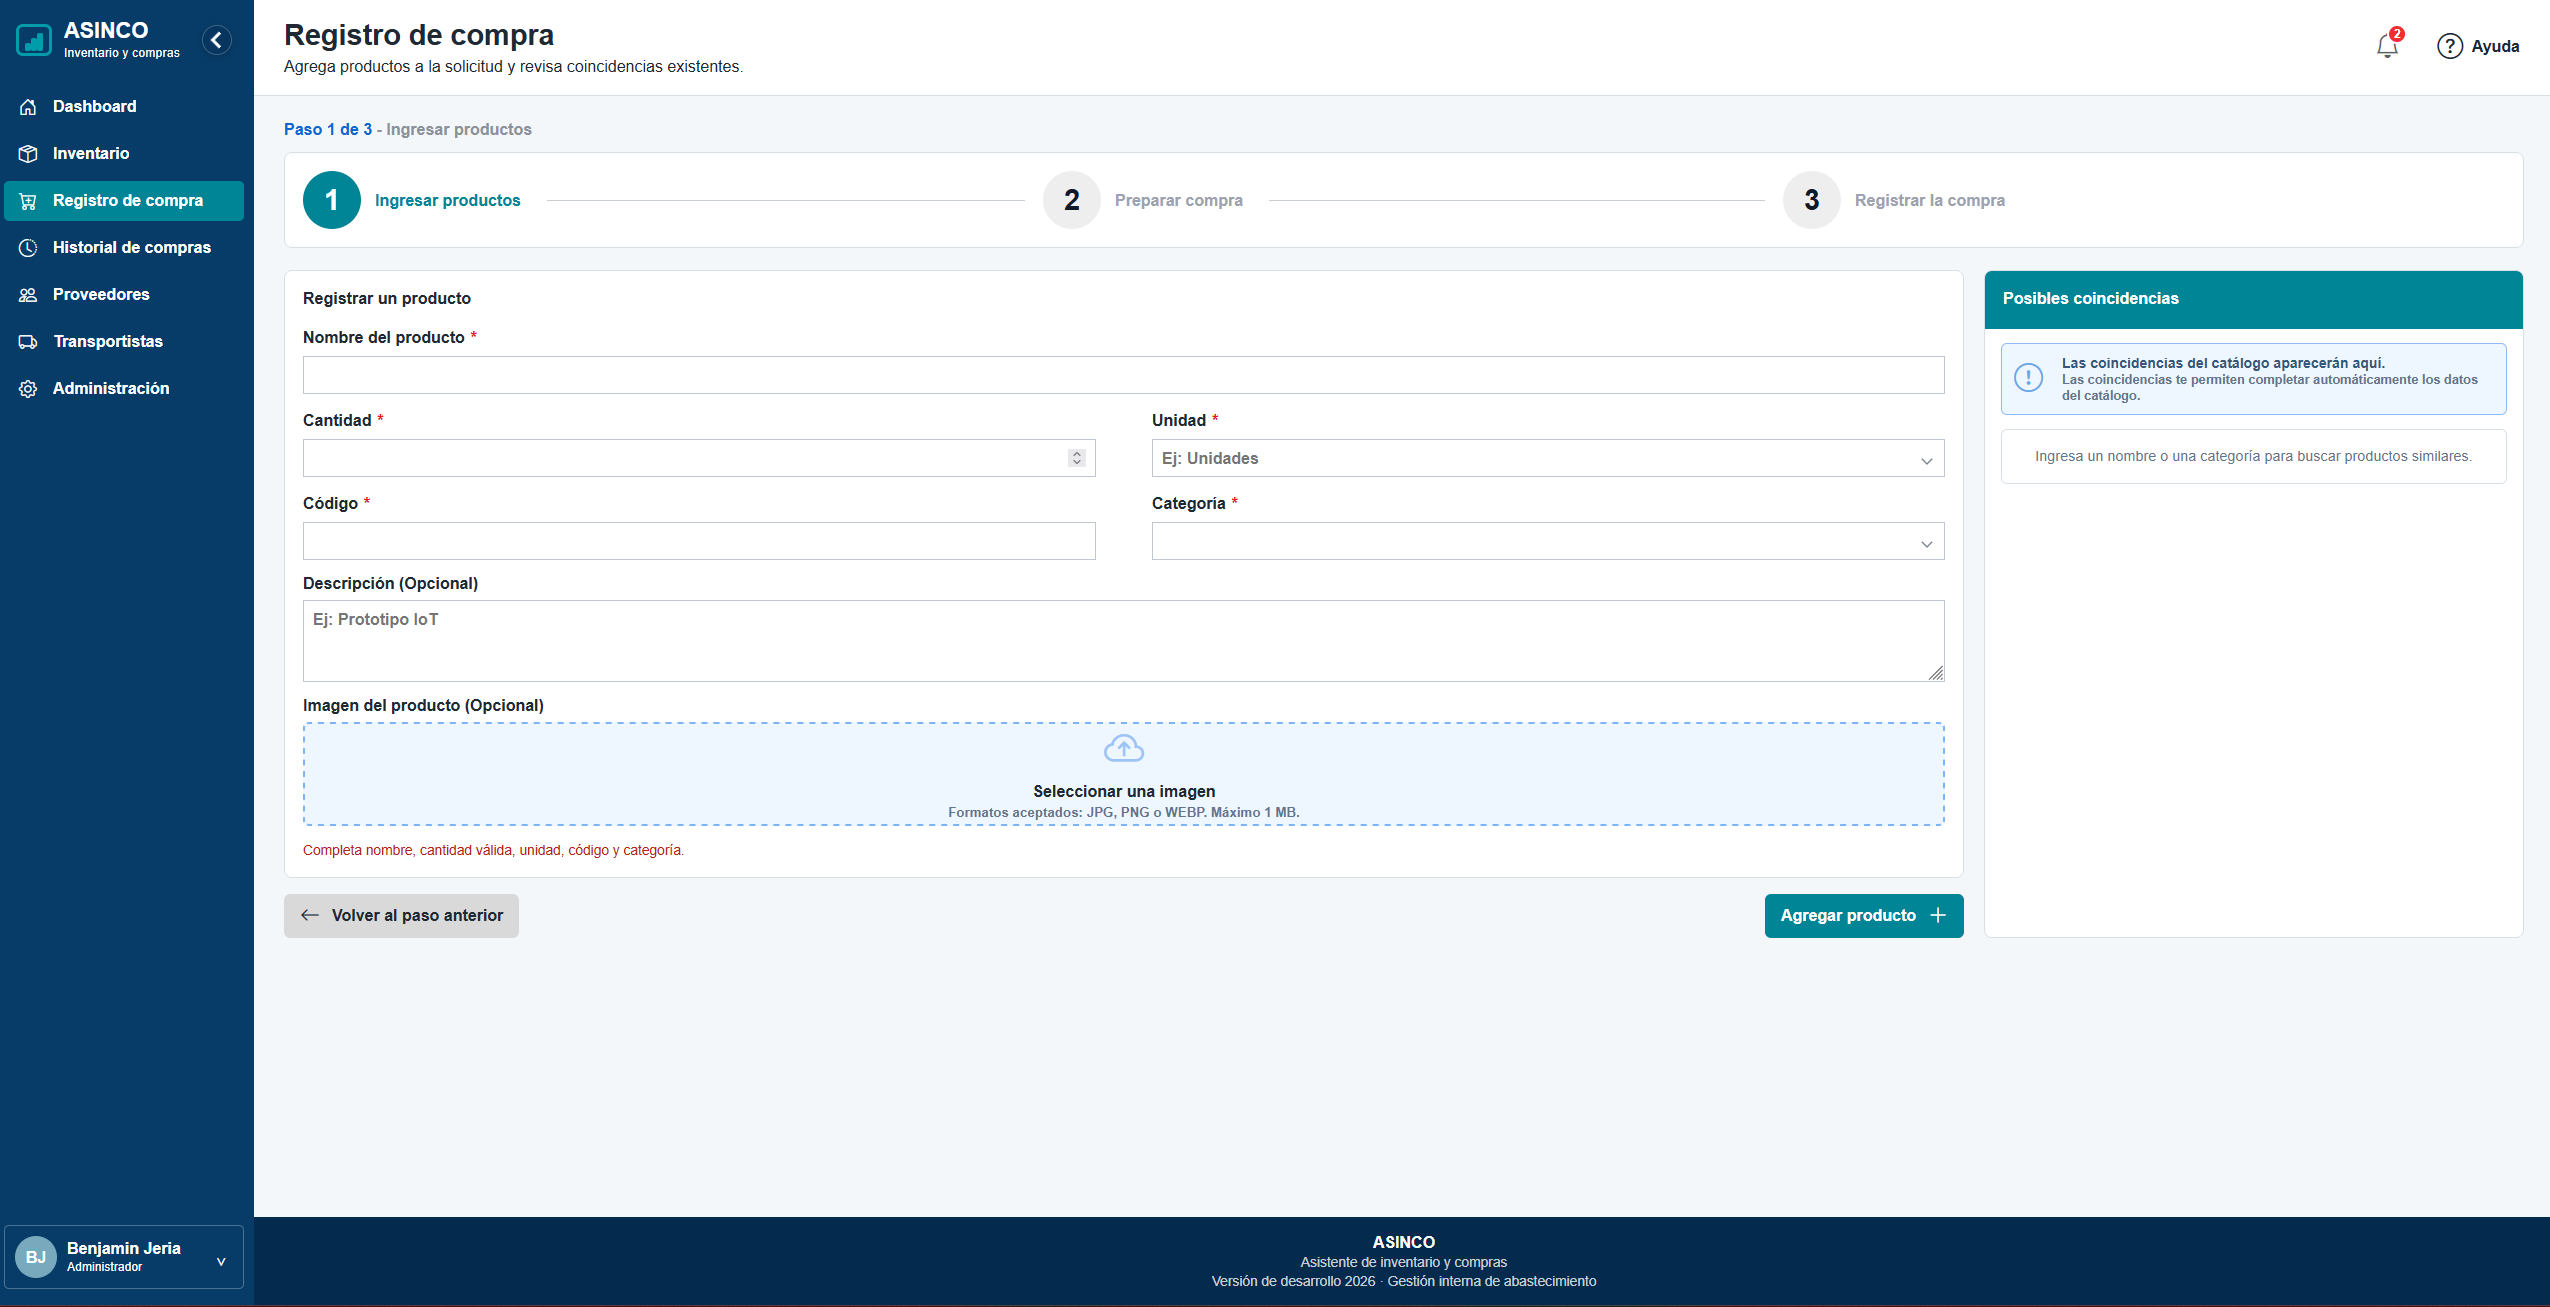 ASINCO
Inventario y compras
Dashboard
Inventario
Registro de compra
Historial de compras
Proveedores
Transportistas
Administración
BJ
Benjamin Jeria
Administrador
Registro de compra
Agrega productos a la solicitud y revisa coincidencias existentes.
2
? Ayuda
Paso 1 de 3 - Ingresar productos
1 Ingresar productos
2 Preparar compra
3 Registrar la compra
Registrar un producto
Nombre del producto *
Cantidad *
Unidad *
Ej: Unidades
Código *
Categoría *
Descripción (Opcional)
Ej: Prototipo IoT
Imagen del producto (Opcional)
Seleccionar una imagen
Formatos aceptados: JPG, PNG o WEBP. Máximo 1 MB.
Completa nombre, cantidad válida, unidad, código y categoría.
Volver al paso anterior
Agregar producto
Posibles coincidencias
Las coincidencias del catálogo aparecerán aquí.
Las coincidencias te permiten completar automáticamente los datos
del catálogo.
Ingresa un nombre o una categoría para buscar productos similares.
ASINCO
Asistente de inventario y compras
Versión de desarrollo 2026 · Gestión interna de abastecimiento